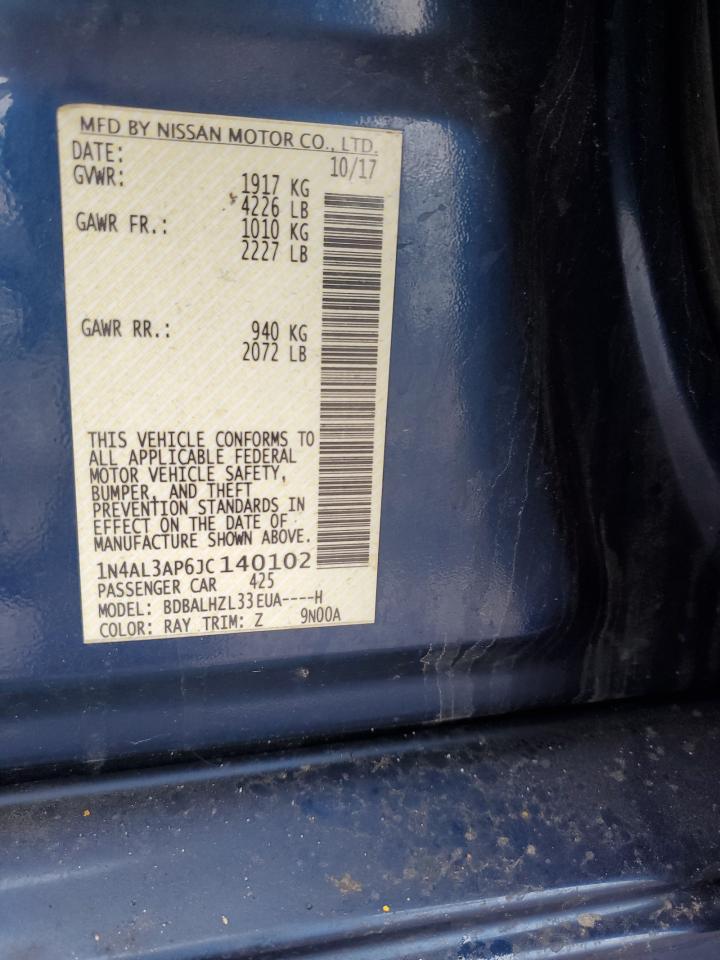 MFD BY NISSAN MOTOR CO., LTD.
DATE: 10/17
GVWR: 1917 KG
4226 LB
GAWR FR.: 1010 KG
2227 LB
GAWR RR.: 940 KG
2072 LB
THIS VEHICLE CONFORMS TO
ALL APPLICABLE FEDERAL
MOTOR VEHICLE SAFETY,
BUMPER, AND THEFT
PREVENTION STANDARDS IN
EFFECT ON THE DATE OF
MANUFACTURE SHOWN ABOVE.
1N4AL3AP6JC140102
PASSENGER CAR 425
MODEL: BDBALHZL33EUA----H
COLOR: RAY TRIM: Z 9N00A